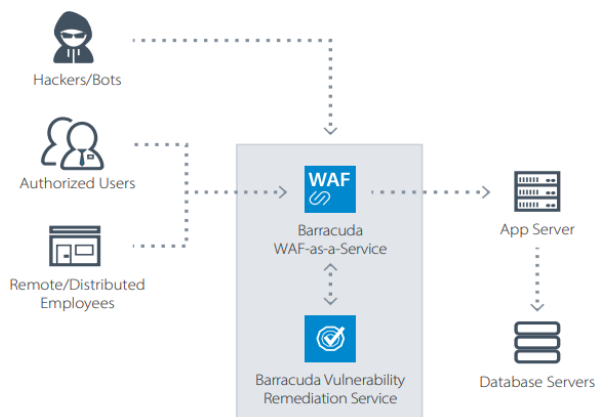 Hackers/Bots
Authorized Users
Remote/Distributed
Employees
WAF
Barracuda
WAF-as-a-Service
Barracuda Vulnerability
Remediation Service
App Server
Database Servers